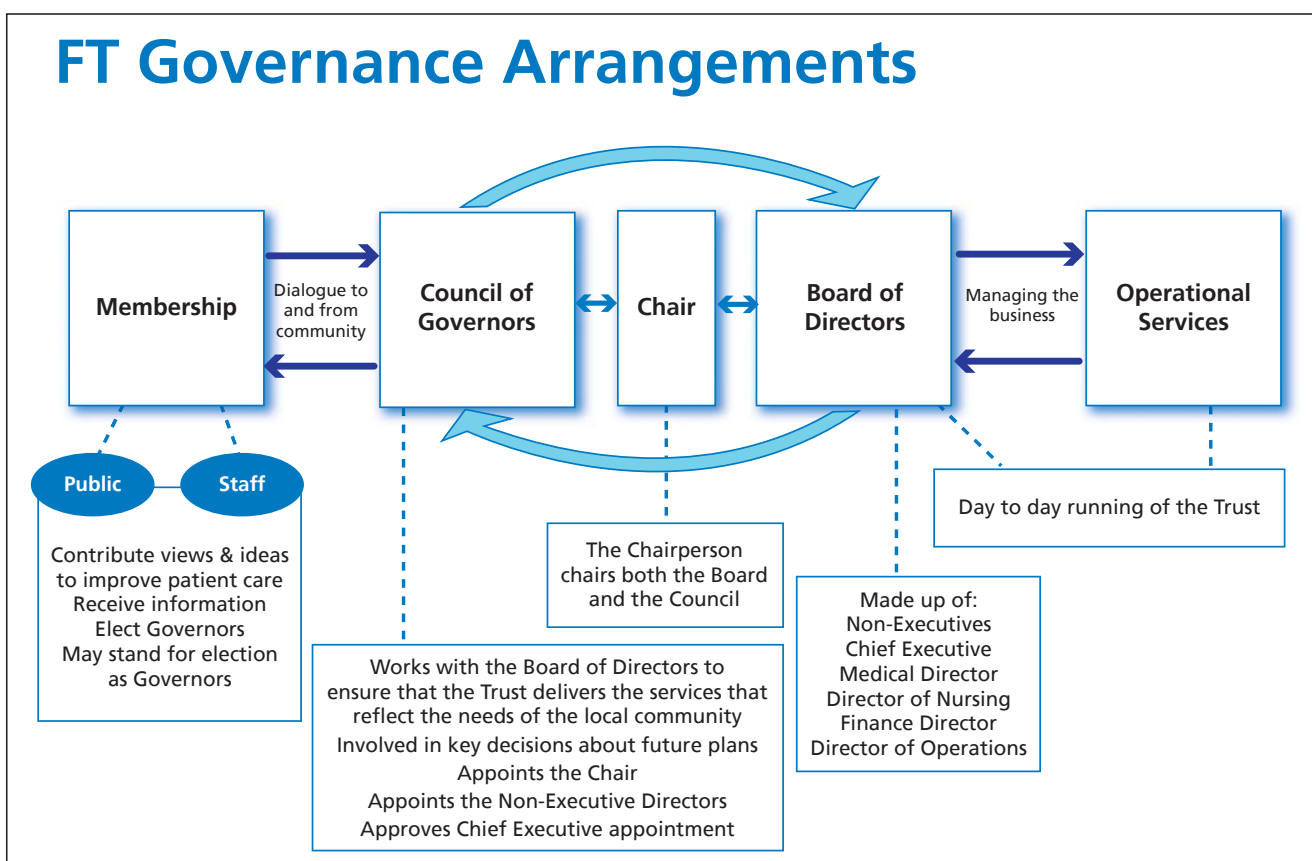 FT Governance Arrangements
Membership
Dialogue to
and from
community
Council of
Governors
Chair
Board of
Directors
Managing the
business
Operational
Services
Public
Staff
Contribute views & ideas
to improve patient care
Receive information
Elect Governors
May stand for election
as Governors
Works with the Board of Directors to
ensure that the Trust delivers the services that
reflect the needs of the local community
Involved in key decisions about future plans
Appoints the Chair
Appoints the Non-Executive Directors
Approves Chief Executive appointment
The Chairperson
chairs both the Board
and the Council
Made up of:
Non-Executives
Chief Executive
Medical Director
Director of Nursing
Finance Director
Director of Operations
Day to day running of the Trust